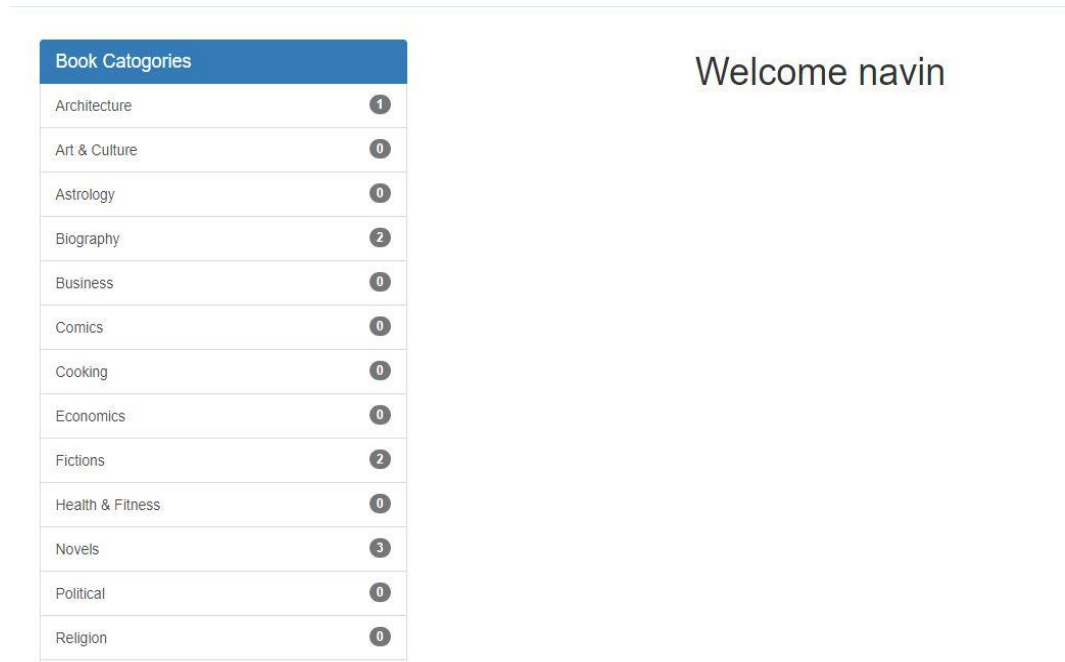 Book Catogories
Welcome navin
Architecture 1
Art & Culture 0
Astrology 0
Biography 2
Business 0
Comics 0
Cooking 0
Economics 0
Fictions 2
Health & Fitness 0
Novels 3
Political 0
Religion 0